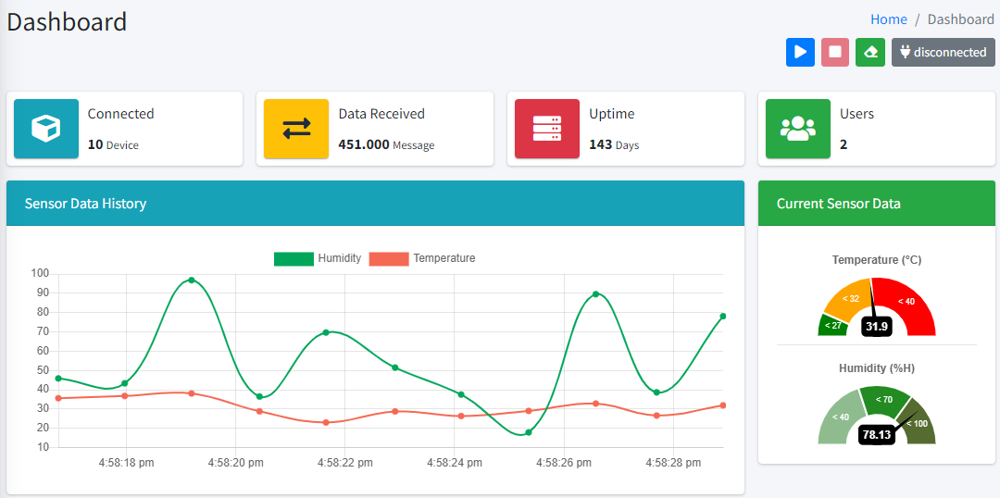 Dashboard
Home / Dashboard
disconnected
Connected
10 Device
Data Received
451.000 Message
Uptime
143 Days
Users
2
Sensor Data History
Humidity Temperature
100
90
80
70
60
50
40
30
20
10
4:58:18 pm 4:58:20 pm 4:58:22 pm 4:58:24 pm 4:58:26 pm 4:58:28 pm
Current Sensor Data
Temperature (°C)
< 27
< 32
< 40
31.9
Humidity (%H)
< 40
< 70
< 100
78.13